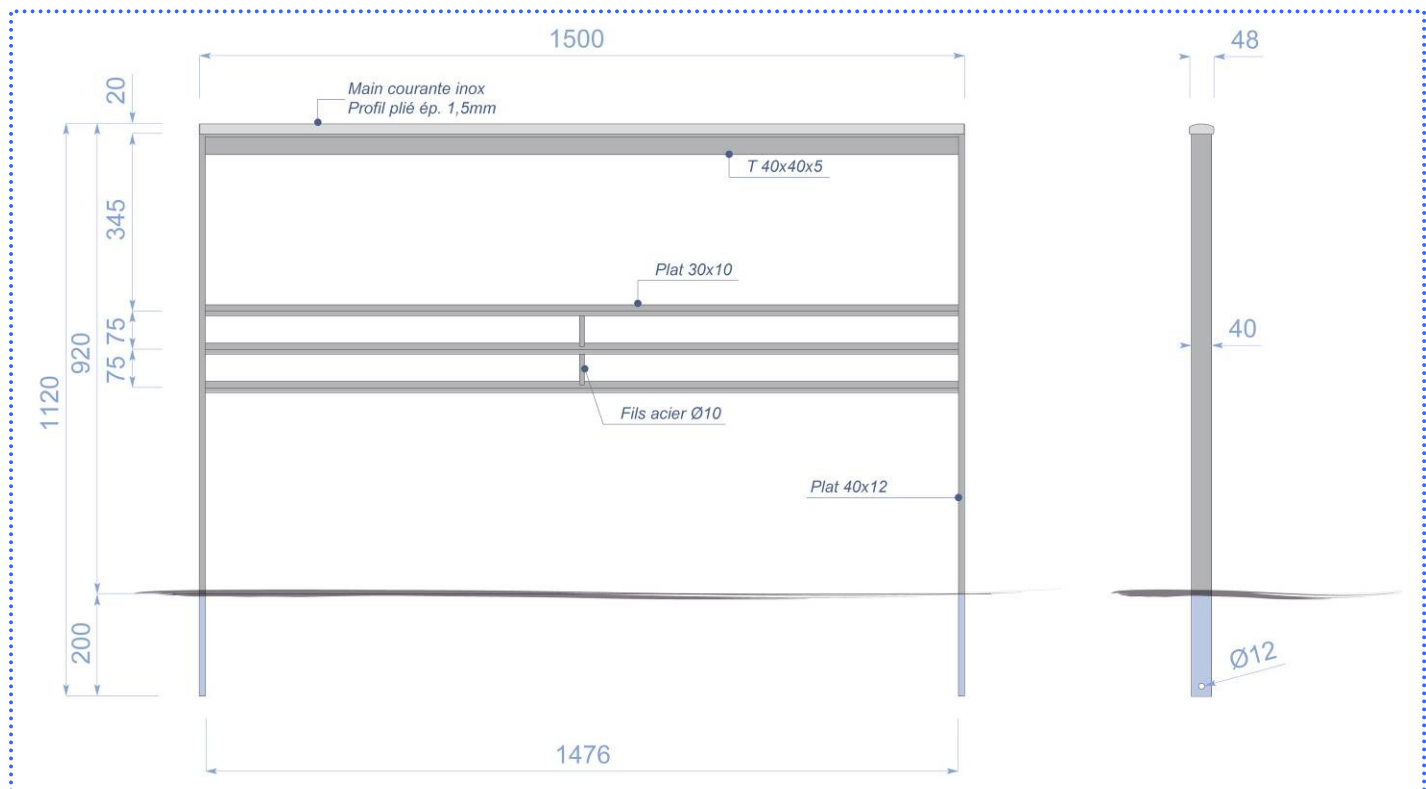 1500
48
20
Main courante inox
Profil plié ép. 1,5mm
T 40x40x5
345
Plat 30x10
75
40
920
75
1120
Fils acier Ø10
Plat 40x12
200
Ø12
1476